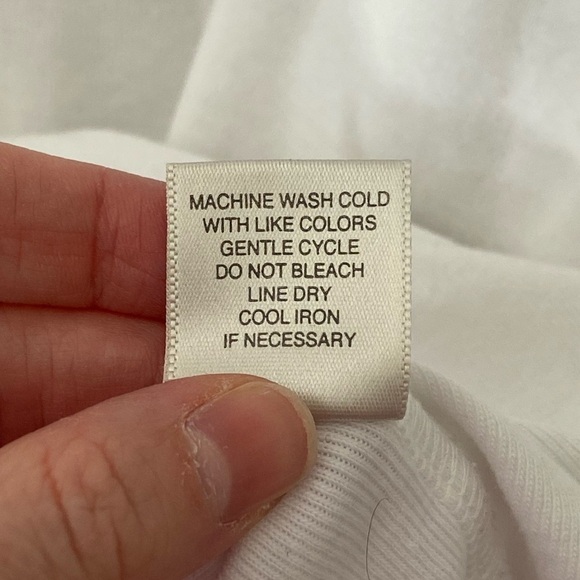 MACHINE WASH COLD
WITH LIKE COLORS
GENTLE CYCLE
DO NOT BLEACH
LINE DRY
COOL IRON
IF NECESSARY